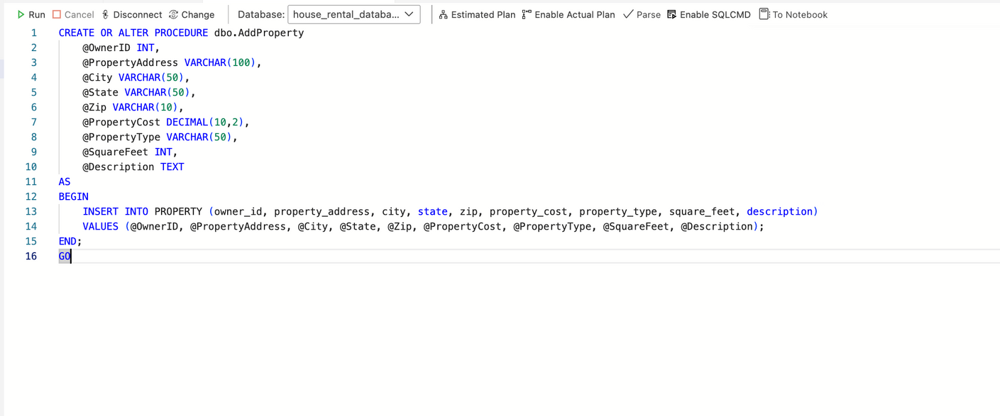 Run Cancel Disconnect Change Database: house_rental_databa... Estimated Plan Enable Actual Plan Parse Enable SQLCMD To Notebook
1 CREATE OR ALTER PROCEDURE dbo.AddProperty
2 @OwnerID INT,
3 @PropertyAddress VARCHAR(100),
4 @City VARCHAR(50),
5 @State VARCHAR(50),
6 @Zip VARCHAR(10),
7 @PropertyCost DECIMAL(10,2),
8 @PropertyType VARCHAR(50),
9 @SquareFeet INT,
10 @Description TEXT
11 AS
12 BEGIN
13 INSERT INTO PROPERTY (owner_id, property_address, city, state, zip, property_cost, property_type, square_feet, description)
14 VALUES (@OwnerID, @PropertyAddress, @City, @State, @Zip, @PropertyCost, @PropertyType, @SquareFeet, @Description);
15 END;
16 GO